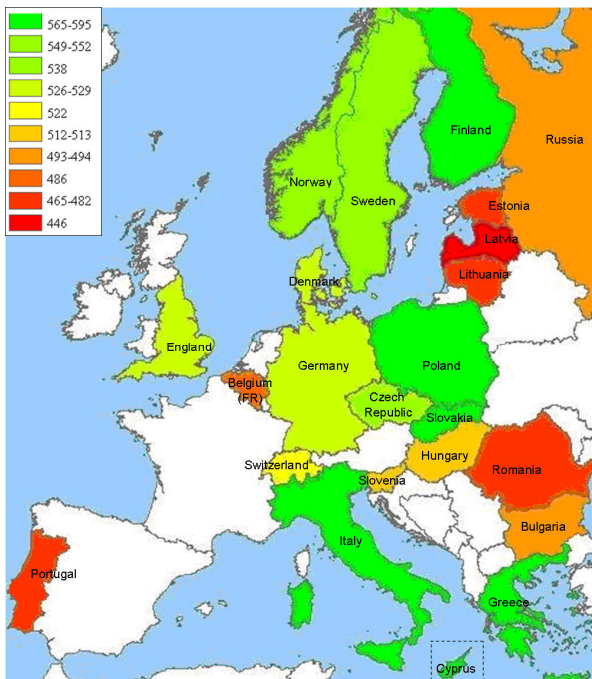 565-595
549-552
538
526-529
522
512-513
493-494
486
465-482
446
Finland
Russia
Norway
Sweden
Estonia
Latvia
Lithuania
Denmark
England
Germany
Poland
Belgium
(FR)
Czech
Republic
Slovakia
Hungary
Switzerland
Slovenia
Romania
Bulgaria
Italy
Portugal
Greece
Cyprus